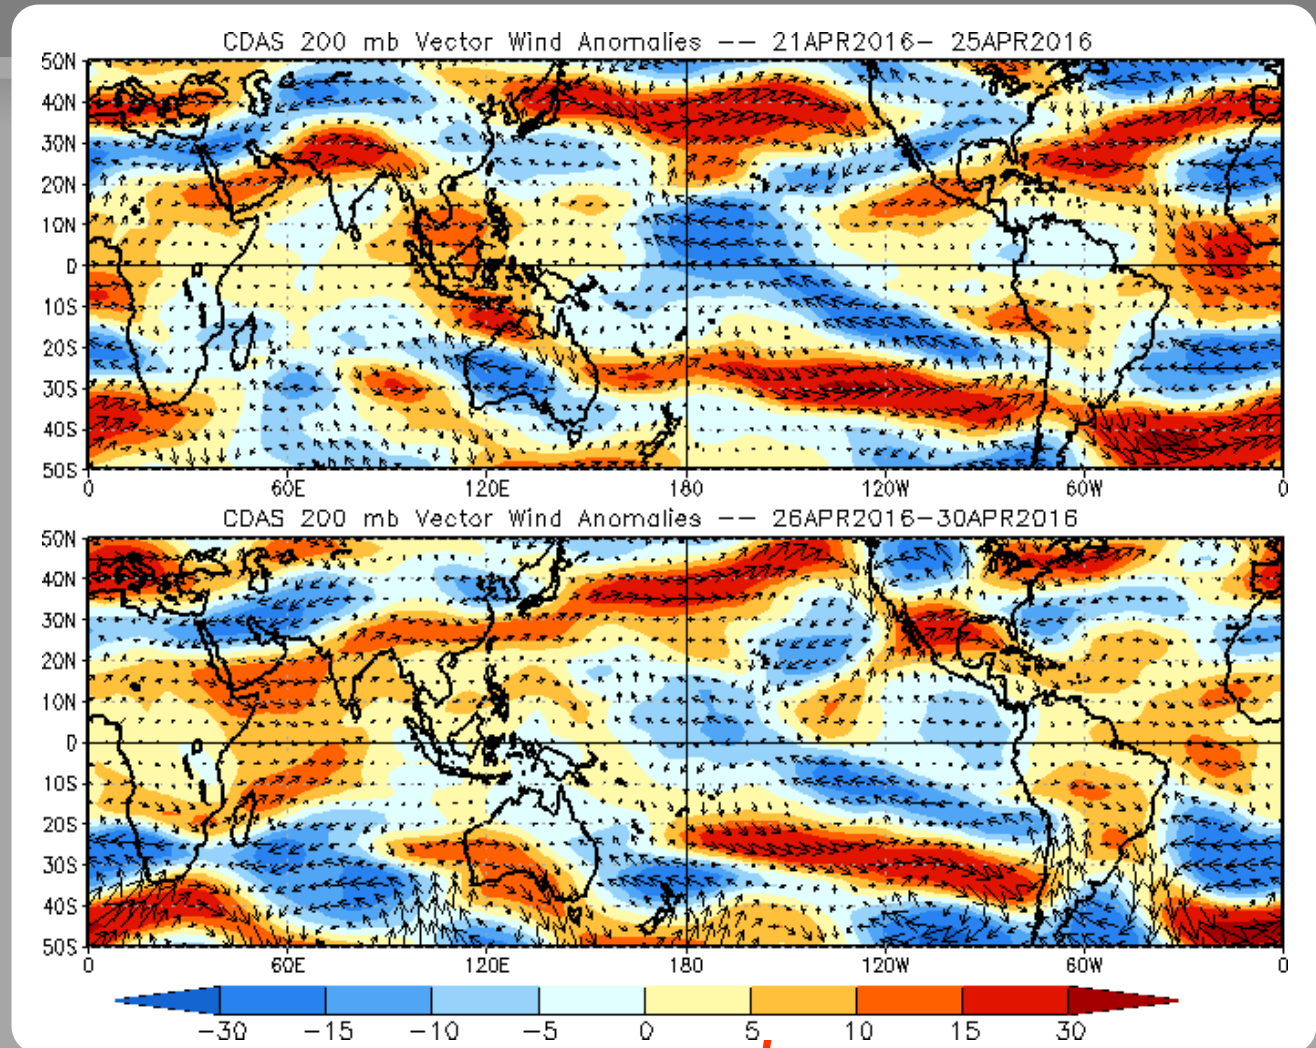 CDAS 200 mb Vector Wind Anomalies -- 21APR2016- 25APR2016
50N
40N
30N
20N
10N
0
10S
20S
30S
40S
50S
0 60E 120E 180 120W 60W 0
CDAS 200 mb Vector Wind Anomalies -- 26APR2016-30APR2016
50N
40N
30N
20N
10N
0
10S
20S
30S
40S
50S
0 60E 120E 180 120W 60W 0
-30 -15 -10 -5 0 5 10 15 30